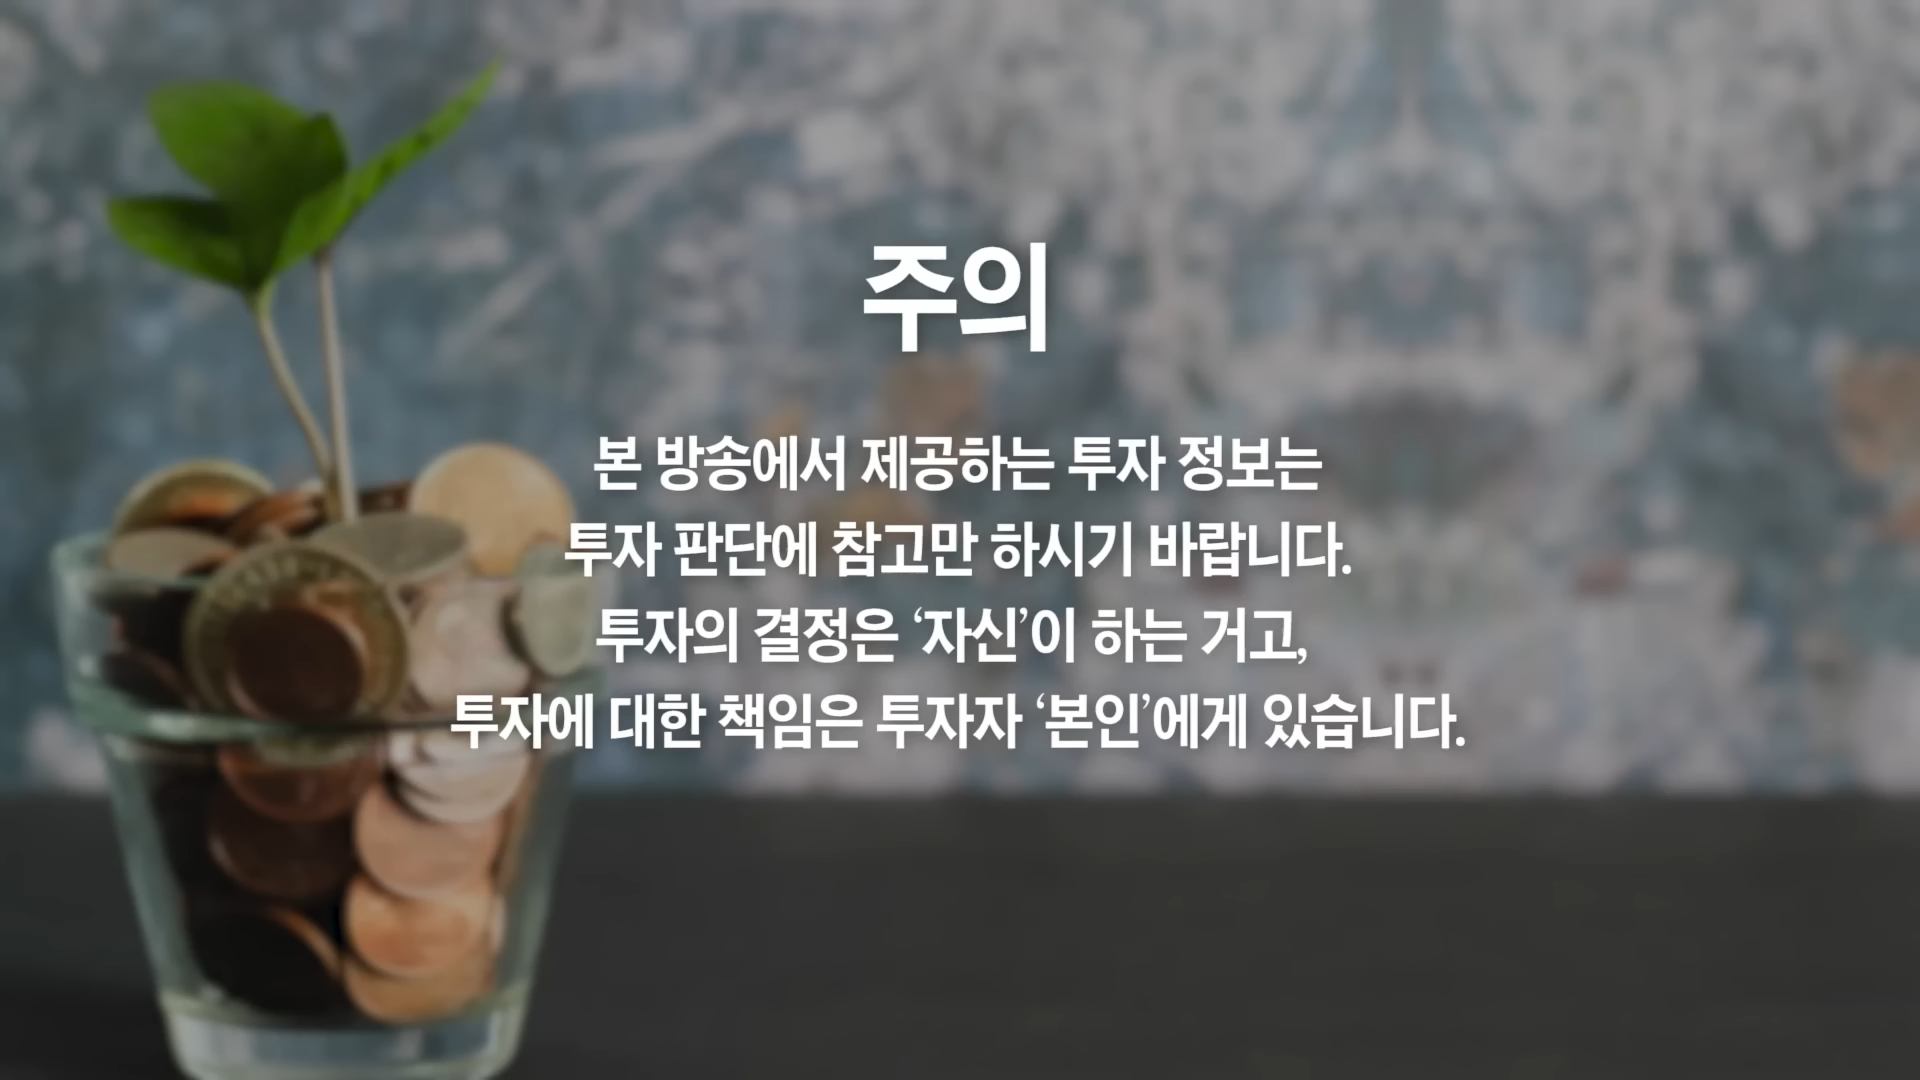 주의
본 방송에서 제공하는 투자 정보는
투자 판단에 참고만 하시기 바랍니다.
투자의 결정은 ‘자신’이 하는 거고,
투자에 대한 책임은 투자자 ‘본인’에게 있습니다.